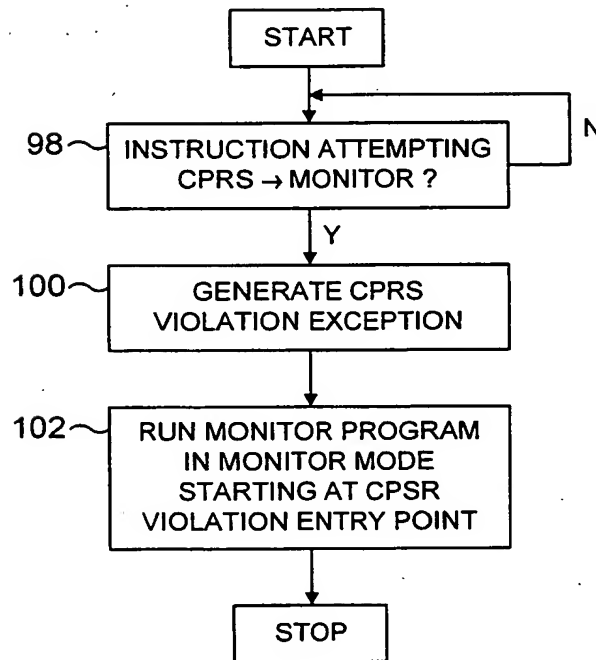 START
N
98
INSTRUCTION ATTEMPTING
CPRS → MONITOR ?
Y
100
GENERATE CPRS
VIOLATION EXCEPTION
102
RUN MONITOR PROGRAM
IN MONITOR MODE
STARTING AT CPSR
VIOLATION ENTRY POINT
STOP